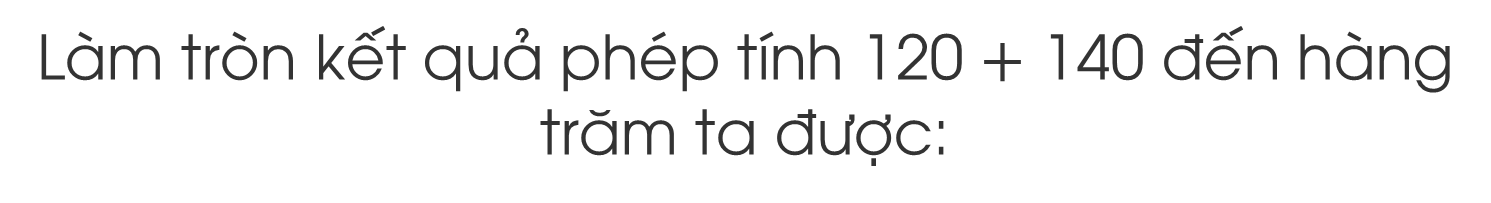 Làm tròn kết quả phép tính 120 + 140 đến hàng
trăm ta được: